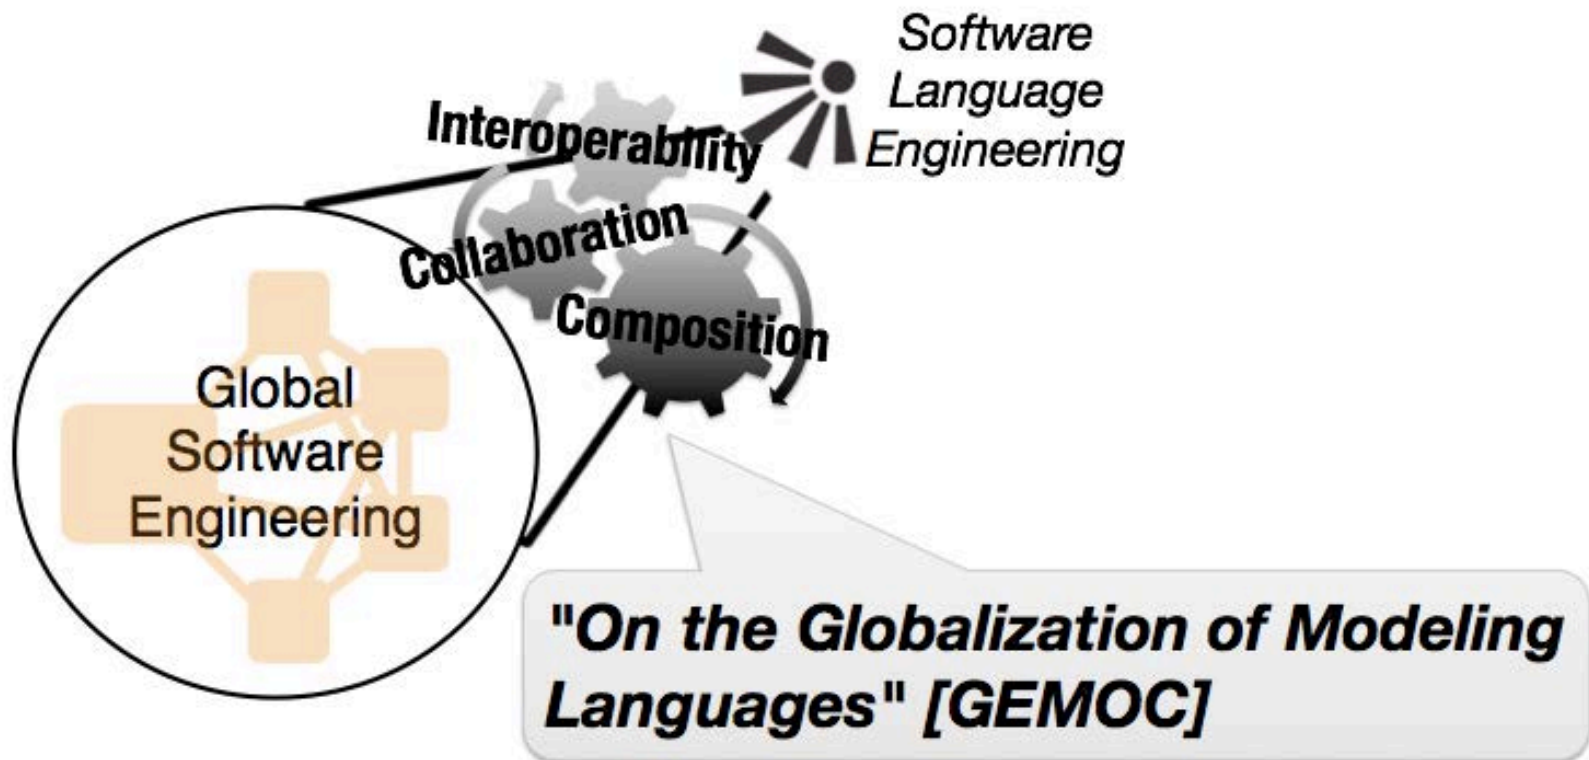 Software
Language
Engineering
Interoperability
Collaboration
Composition
Global
Software
Engineering
"On the Globalization of Modeling
Languages" [GEMOC]